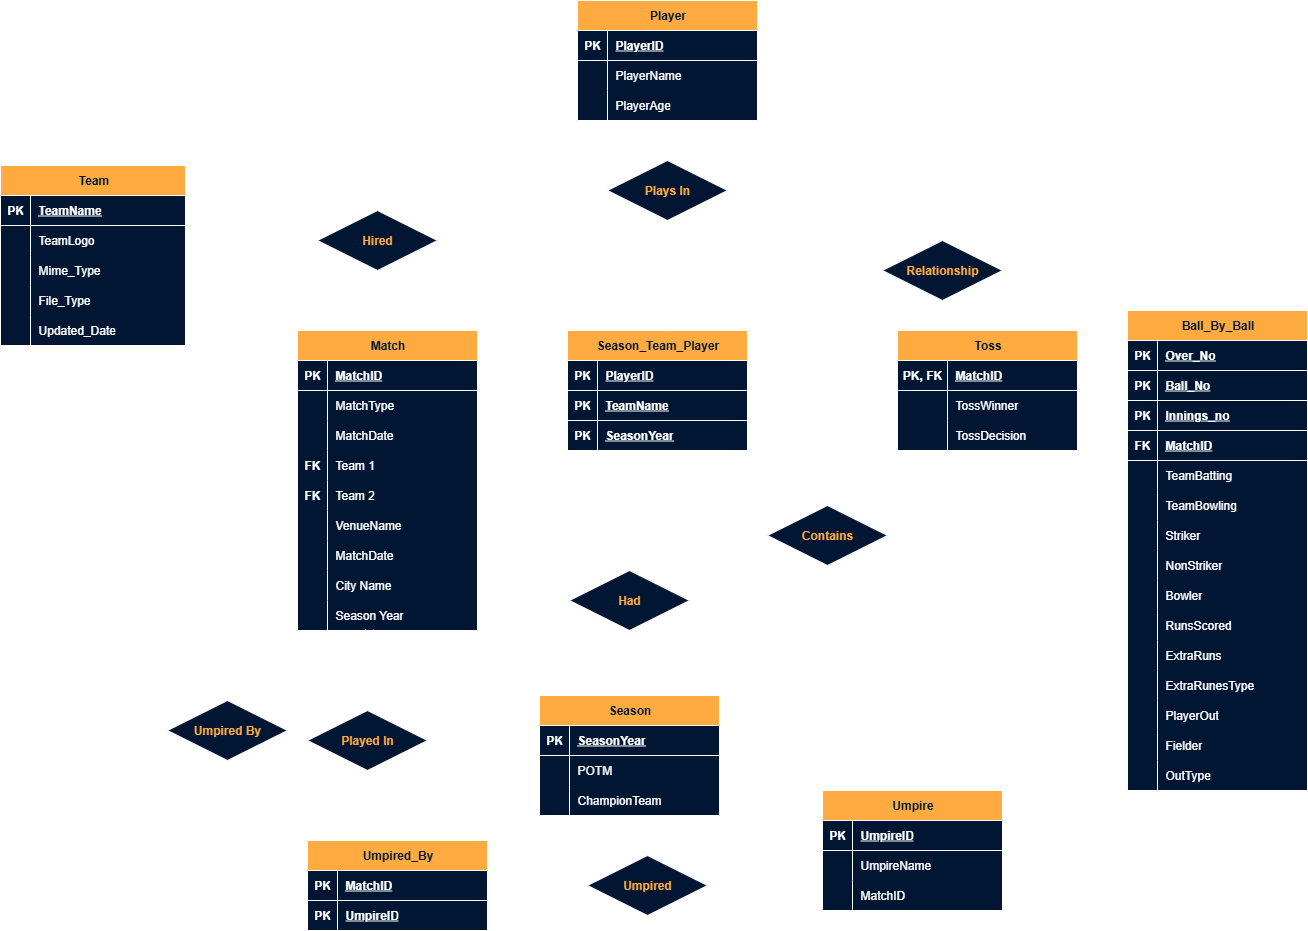 Player
PK PlayerID
PlayerName
PlayerAge
Plays In
Team
PK TeamName
TeamLogo
Mime_Type
File_Type
Updated_Date
Hired
Relationship
Match
PK MatchID
MatchType
MatchDate
FK Team 1
FK Team 2
VenueName
MatchDate
City Name
Season Year
Season_Team_Player
PK PlayerID
PK TeamName
PK SeasonYear
Toss
PK, FK MatchID
TossWinner
TossDecision
Ball_By_Ball
PK Over_No
PK Ball_No
PK Innings_no
FK MatchID
TeamBatting
TeamBowling
Striker
NonStriker
Bowler
RunsScored
ExtraRuns
ExtraRunesType
PlayerOut
Fielder
OutType
Contains
Had
Umpired By
Played In
Season
PK SeasonYear
POTM
ChampionTeam
Umpire
PK UmpireID
UmpireName
MatchID
Umpired_By
PK MatchID
PK UmpireID
Umpired